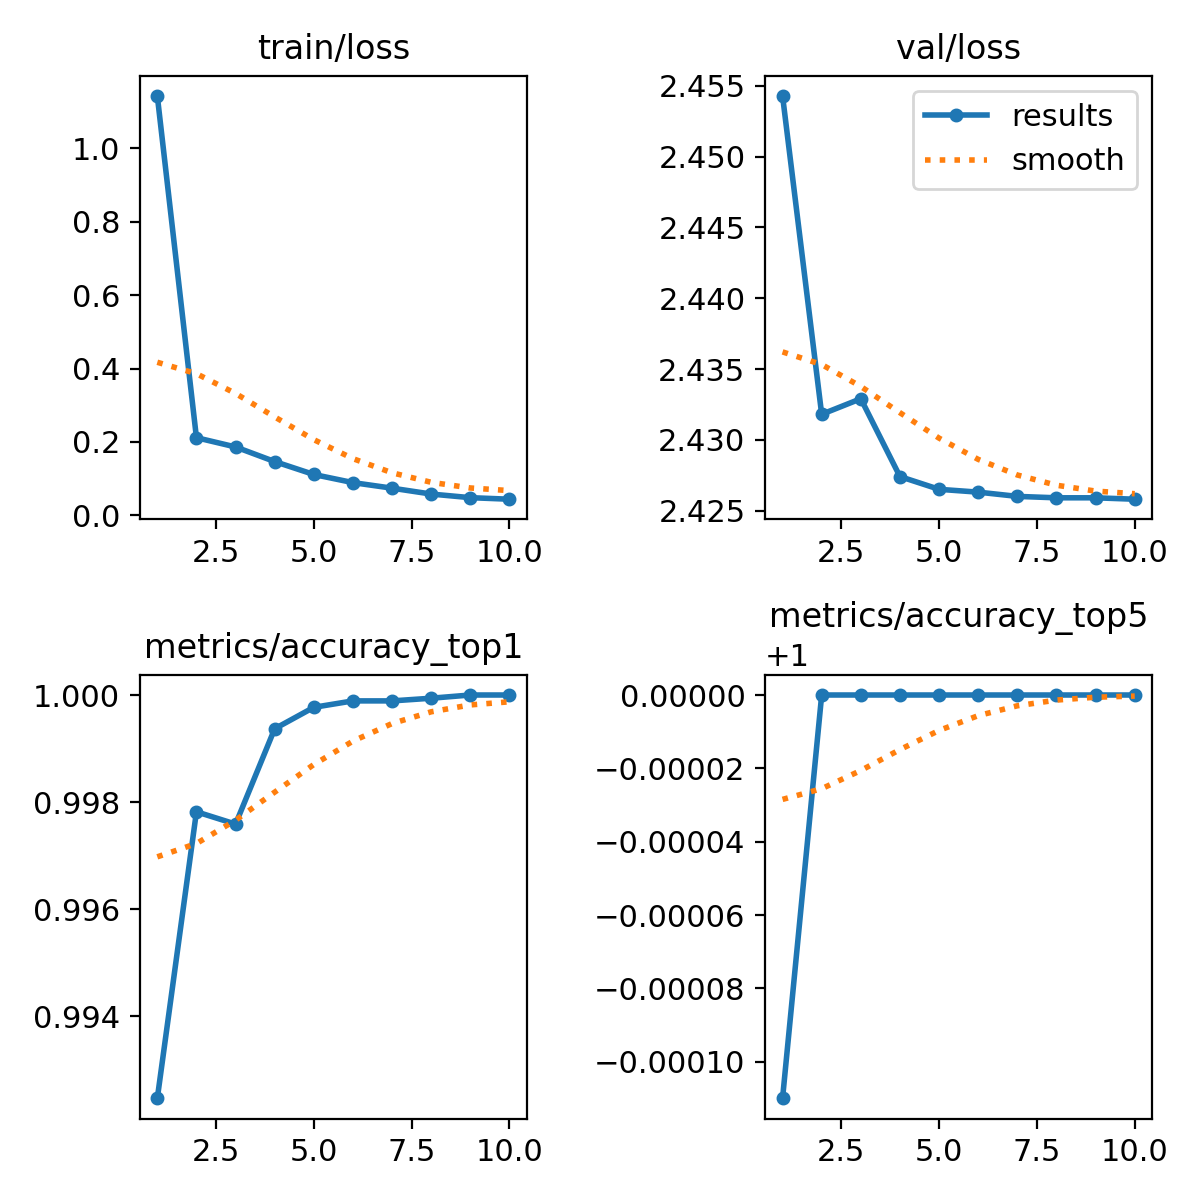 train/loss
1.0
0.8
0.6
0.4
0.2
0.0
2.5 5.0 7.5 10.0
val/loss
2.455
2.450
2.445
2.440
2.435
2.430
2.425
results
smooth
2.5 5.0 7.5 10.0
metrics/accuracy_top1
1.000
0.998
0.996
0.994
2.5 5.0 7.5 10.0
metrics/accuracy_top5
+1
0.00000
−0.00002
−0.00004
−0.00006
−0.00008
−0.00010
2.5 5.0 7.5 10.0